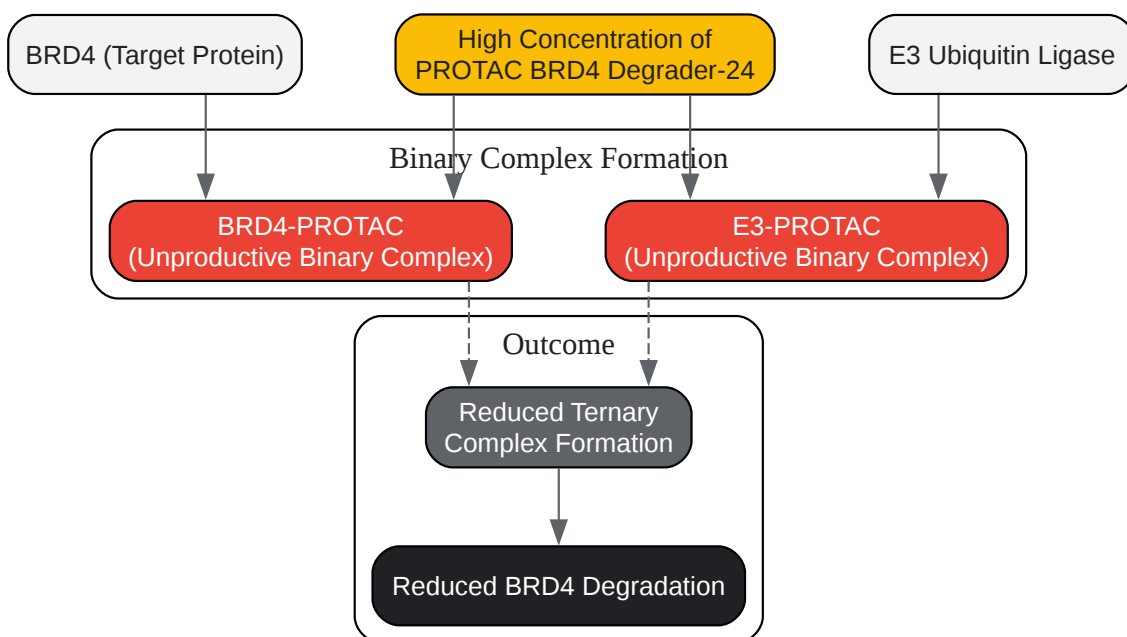 BRD4 (Target Protein)
High Concentration of
PROTAC BRD4 Degrader-24
E3 Ubiquitin Ligase
Binary Complex Formation
BRD4-PROTAC
(Unproductive Binary Complex)
E3-PROTAC
(Unproductive Binary Complex)
Outcome
Reduced Ternary
Complex Formation
Reduced BRD4 Degradation